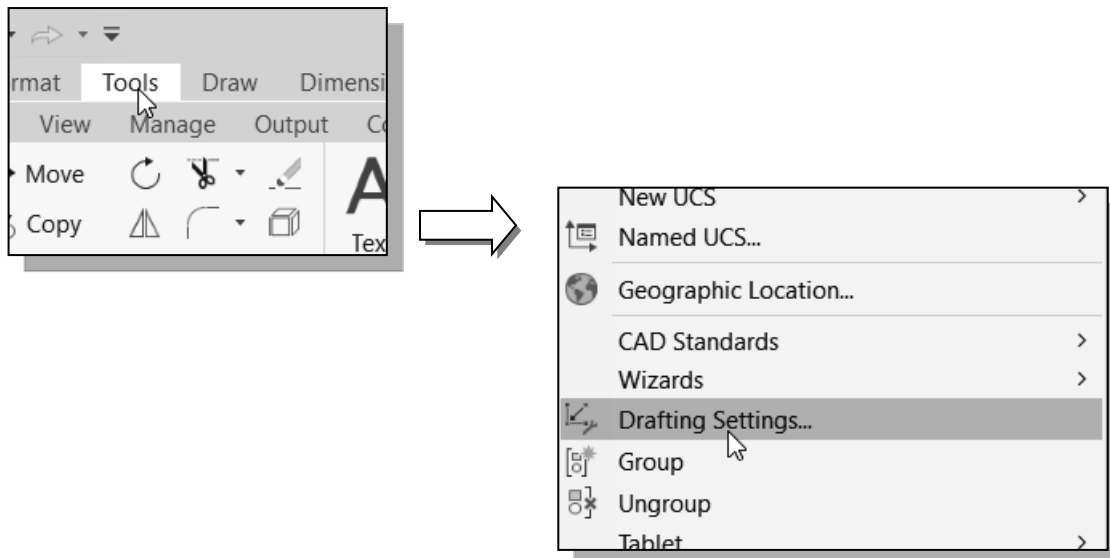 rmat Tools Draw Dimensi
View Manage Output
Move
Copy
Tex
New UCS
Named UCS...
Geographic Location...
CAD Standards
Wizards
Drafting Settings...
Group
Ungroup
Tablet